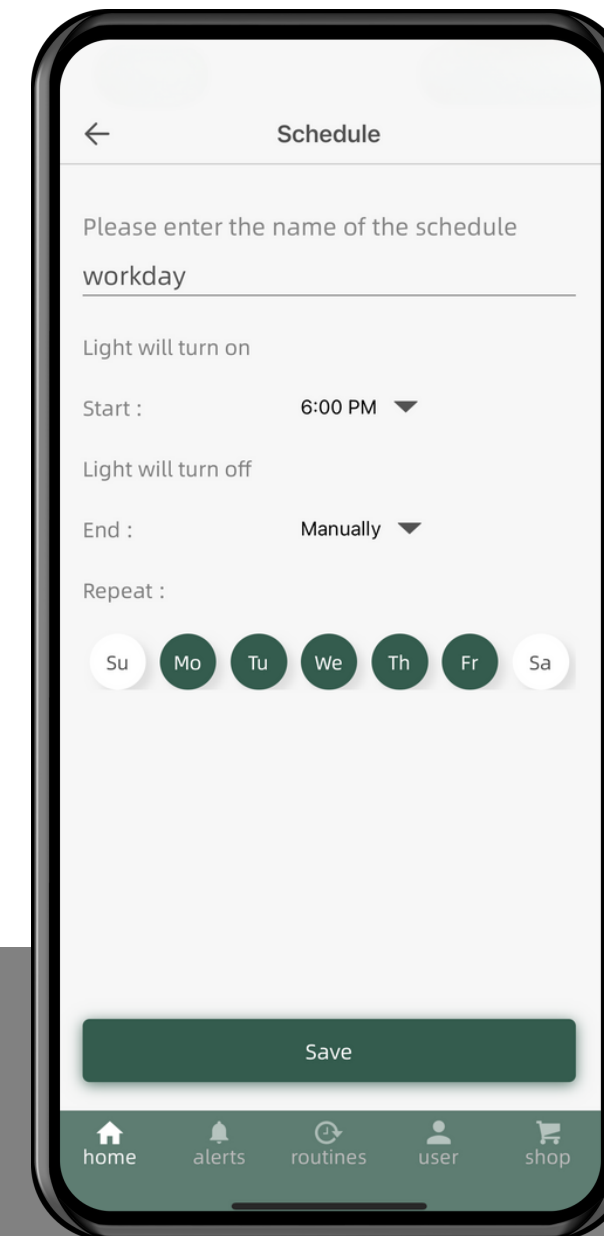 Schedule
Please enter the name of the schedule
workday
Light will turn on
Start : 6:00 PM
Light will turn off
End : Manually
Repeat :
Su Mo Tu We Th Fr Sa
Save
home alerts routines user shop